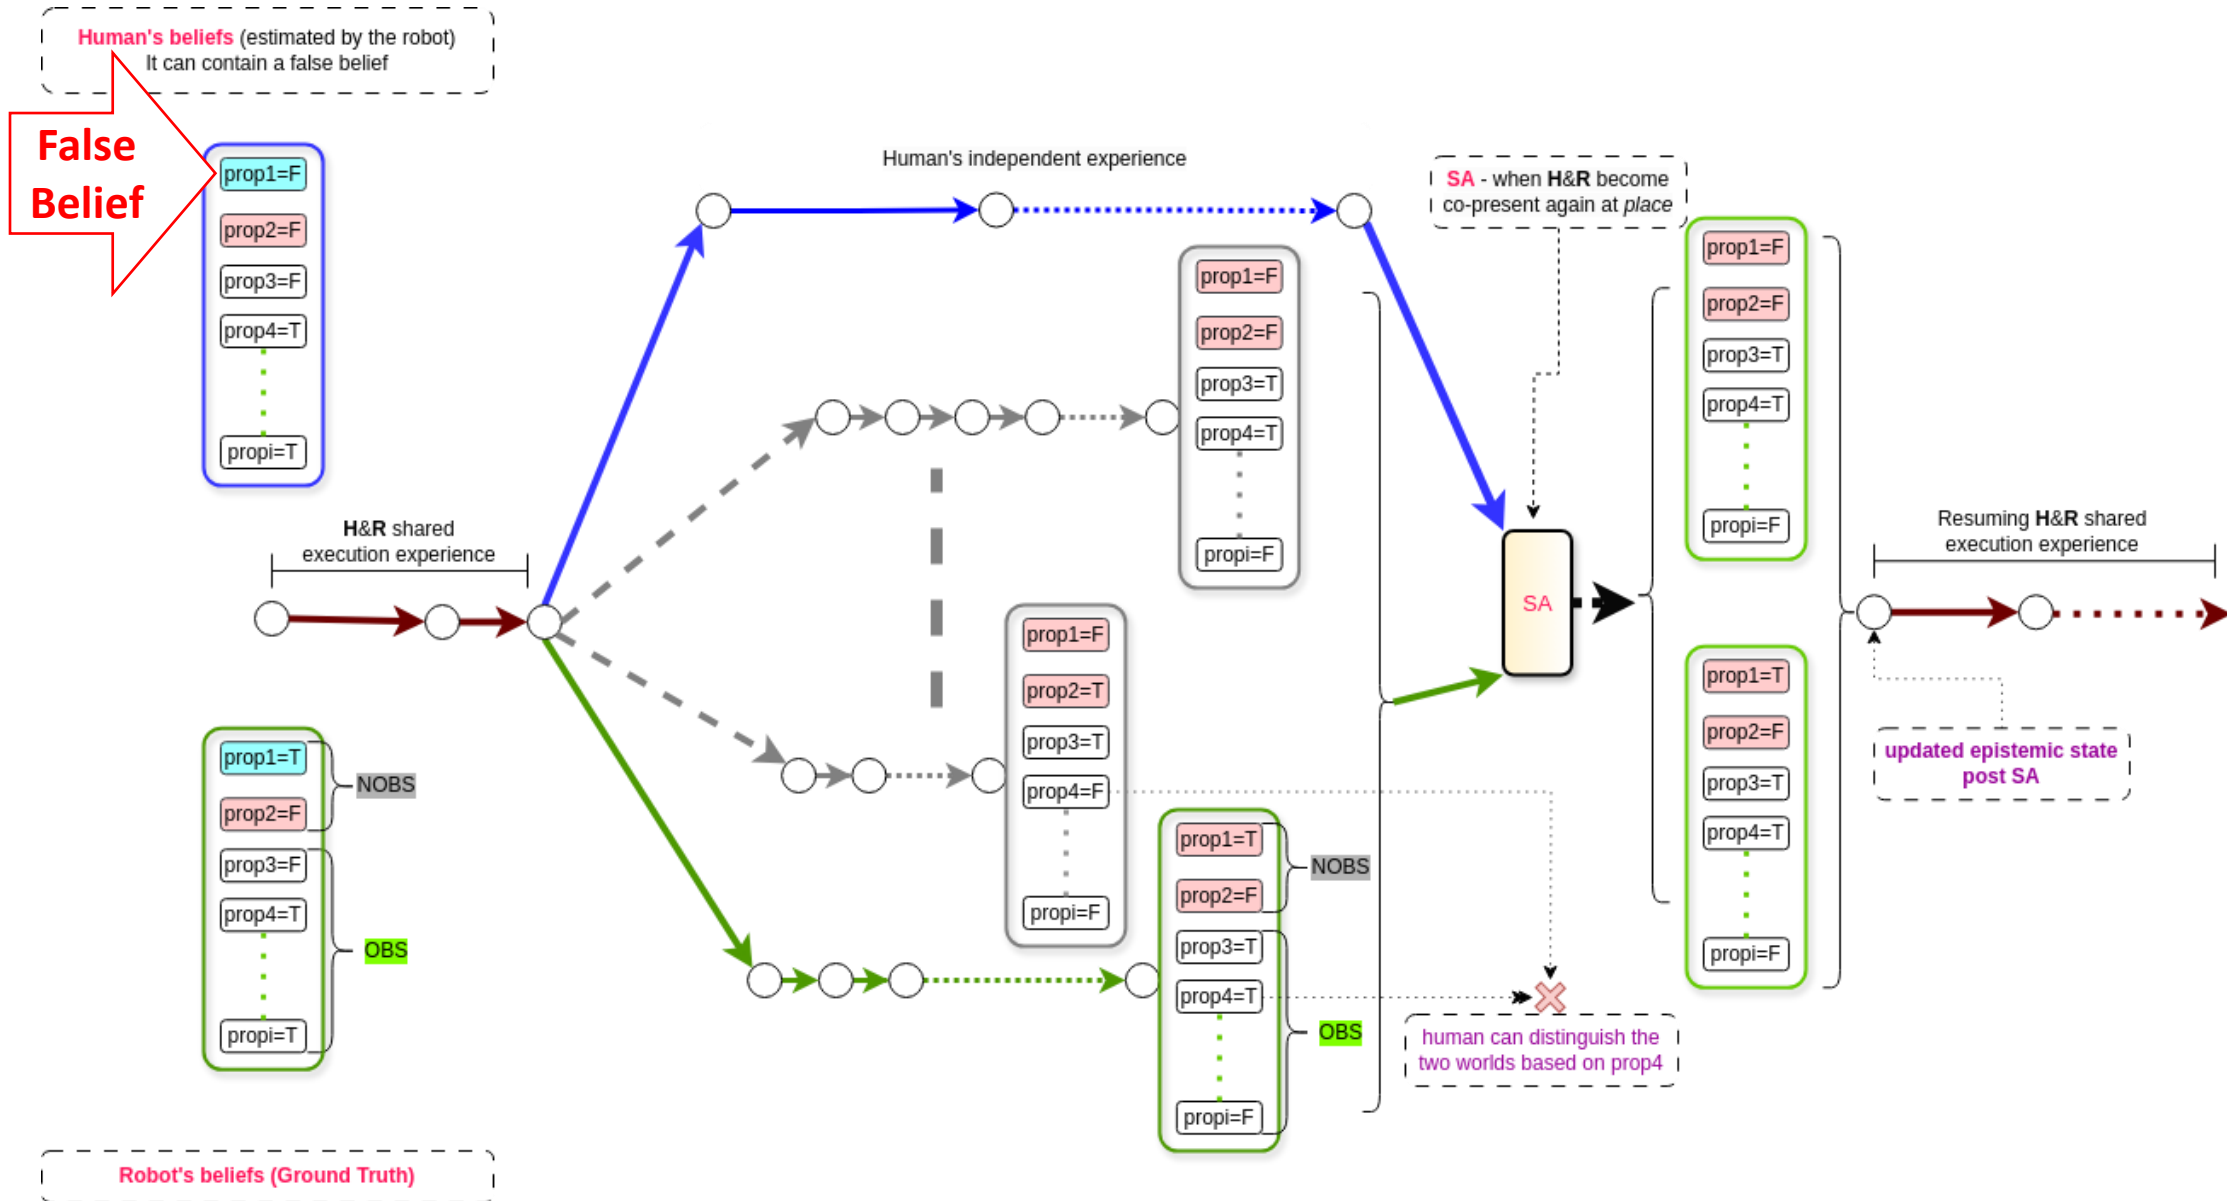 Human's beliefs (estimated by the robot)
It can contain a false belief
False
Belief
prop1=F
prop2=F
prop3=F
prop4=T
propi=T
H&R shared
execution experience
prop1=T
prop2=F
prop3=F
prop4=T
propi=T
NOBS
OBS
Robot's beliefs (Ground Truth)
Human's independent experience
prop1=F
prop2=F
prop3=T
prop4=T
propi=F
prop1=F
prop2=T
prop3=T
prop4=F
propi=F
prop1=T
prop2=F
prop3=T
prop4=T
propi=F
NOBS
OBS
SA - when H&R become
co-present again at place
SA
human can distinguish the
two worlds based on prop4
prop1=F
prop2=F
prop3=T
prop4=T
propi=F
prop1=T
prop2=F
prop3=T
prop4=T
propi=F
Resuming H&R shared
execution experience
updated epistemic state
post SA